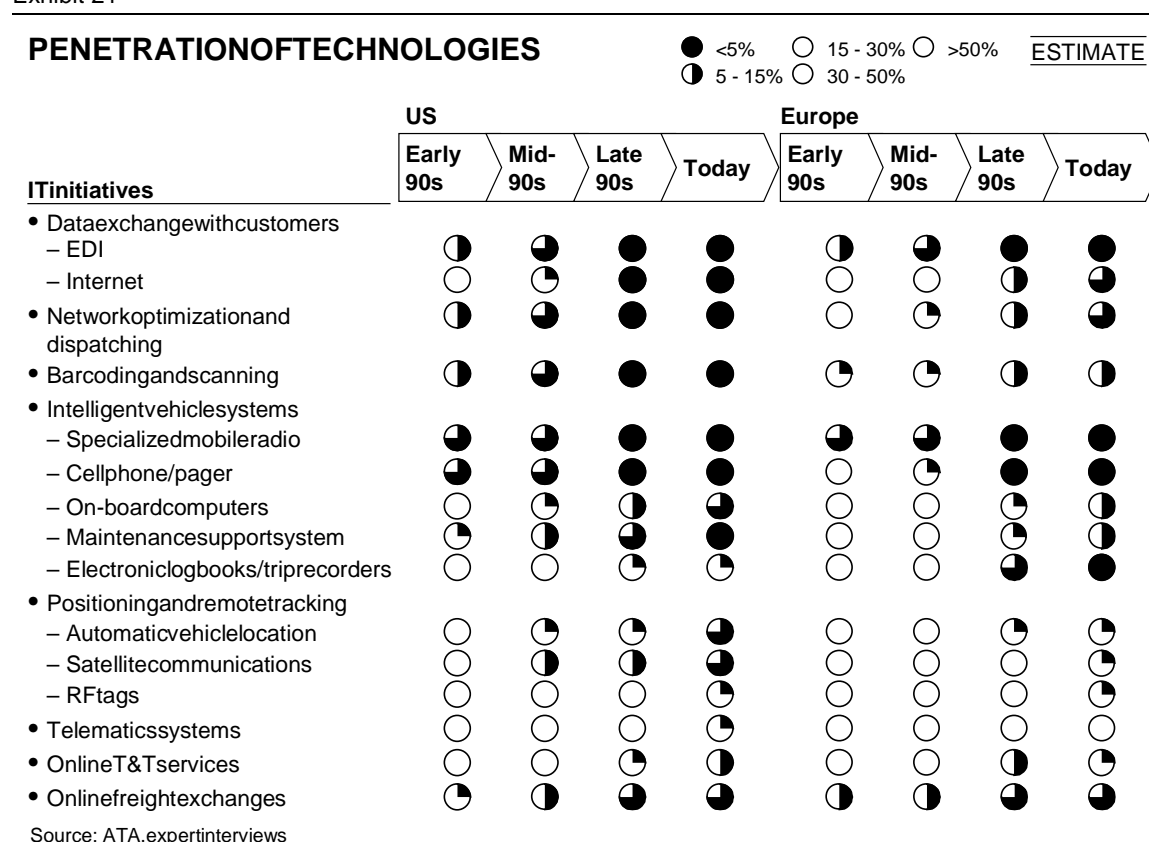 PENETRATIONOFTECHNOLOGIES
<5% 15 - 30% >50%
5 - 15% 30 - 50%
ESTIMATE
US Europe
ITinitiatives
Early 90s Mid-90s Late 90s Today Early 90s Mid-90s Late 90s Today
• Dataexchangewithcustomers
– EDI
– Internet
• Networkoptimizationand
dispatching
• Barcodingandscanning
• Intelligentvehiclesystems
– Specializedmobileradio
– Cellphone/pager
– On-boardcomputers
– Maintenancesupportsystem
– Electroniclogbooks/triprecorders
• Positioningandremotetracking
– Automaticvehiclelocation
– Satellitecommunications
– RFtags
• Telematicssystems
• OnlineT&Tservices
• Onlinefreightexchanges
Source: ATA,expertinterviews